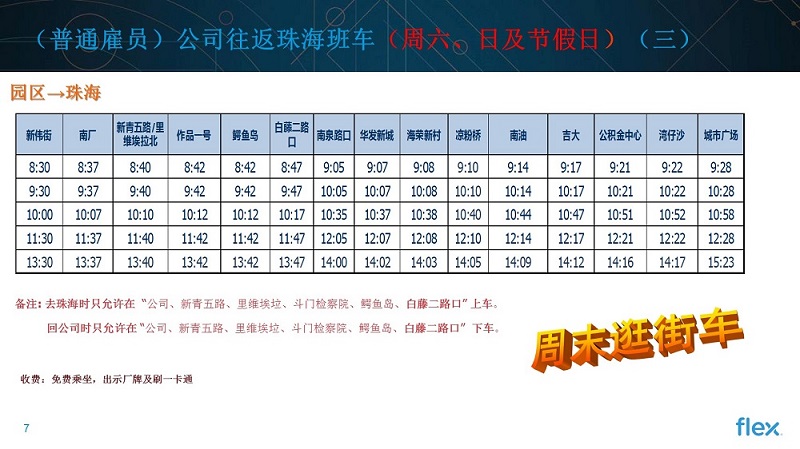 （普通雇员）公司往返珠海班车（周六、日及节假日）（三）
园区→珠海
新伟街 南厂 新青五路/里维埃拉北 作品一号 鳄鱼岛 白藤二路口 南泉路口 华发新城 海荣新村 凉粉桥 南油 吉大 公积金中心 湾仔沙 城市广场
8:30 8:37 8:40 8:42 8:42 8:47 9:05 9:07 9:08 9:10 9:14 9:17 9:21 9:22 9:28
9:30 9:37 9:40 9:42 9:42 9:47 10:05 10:07 10:08 10:10 10:14 10:17 10:21 10:22 10:28
10:00 10:07 10:10 10:12 10:12 10:17 10:35 10:37 10:38 10:40 10:44 10:47 10:51 10:52 10:58
11:30 11:37 11:40 11:42 11:42 11:47 12:05 12:07 12:08 12:10 12:14 12:17 12:21 12:22 12:28
13:30 13:37 13:40 13:42 13:42 13:47 14:00 14:02 14:03 14:05 14:09 14:12 14:16 14:17 15:23
备注：去珠海时只允许在“公司、新青五路、里维埃垃、斗门检察院、鳄鱼岛、白藤二路口”上车。
回公司时只允许在“公司、新青五路、里维埃垃、斗门检察院、鳄鱼岛、白藤二路口”下车。
周末逛街车
收费：免费乘坐，出示厂牌及刷一卡通
7
flex